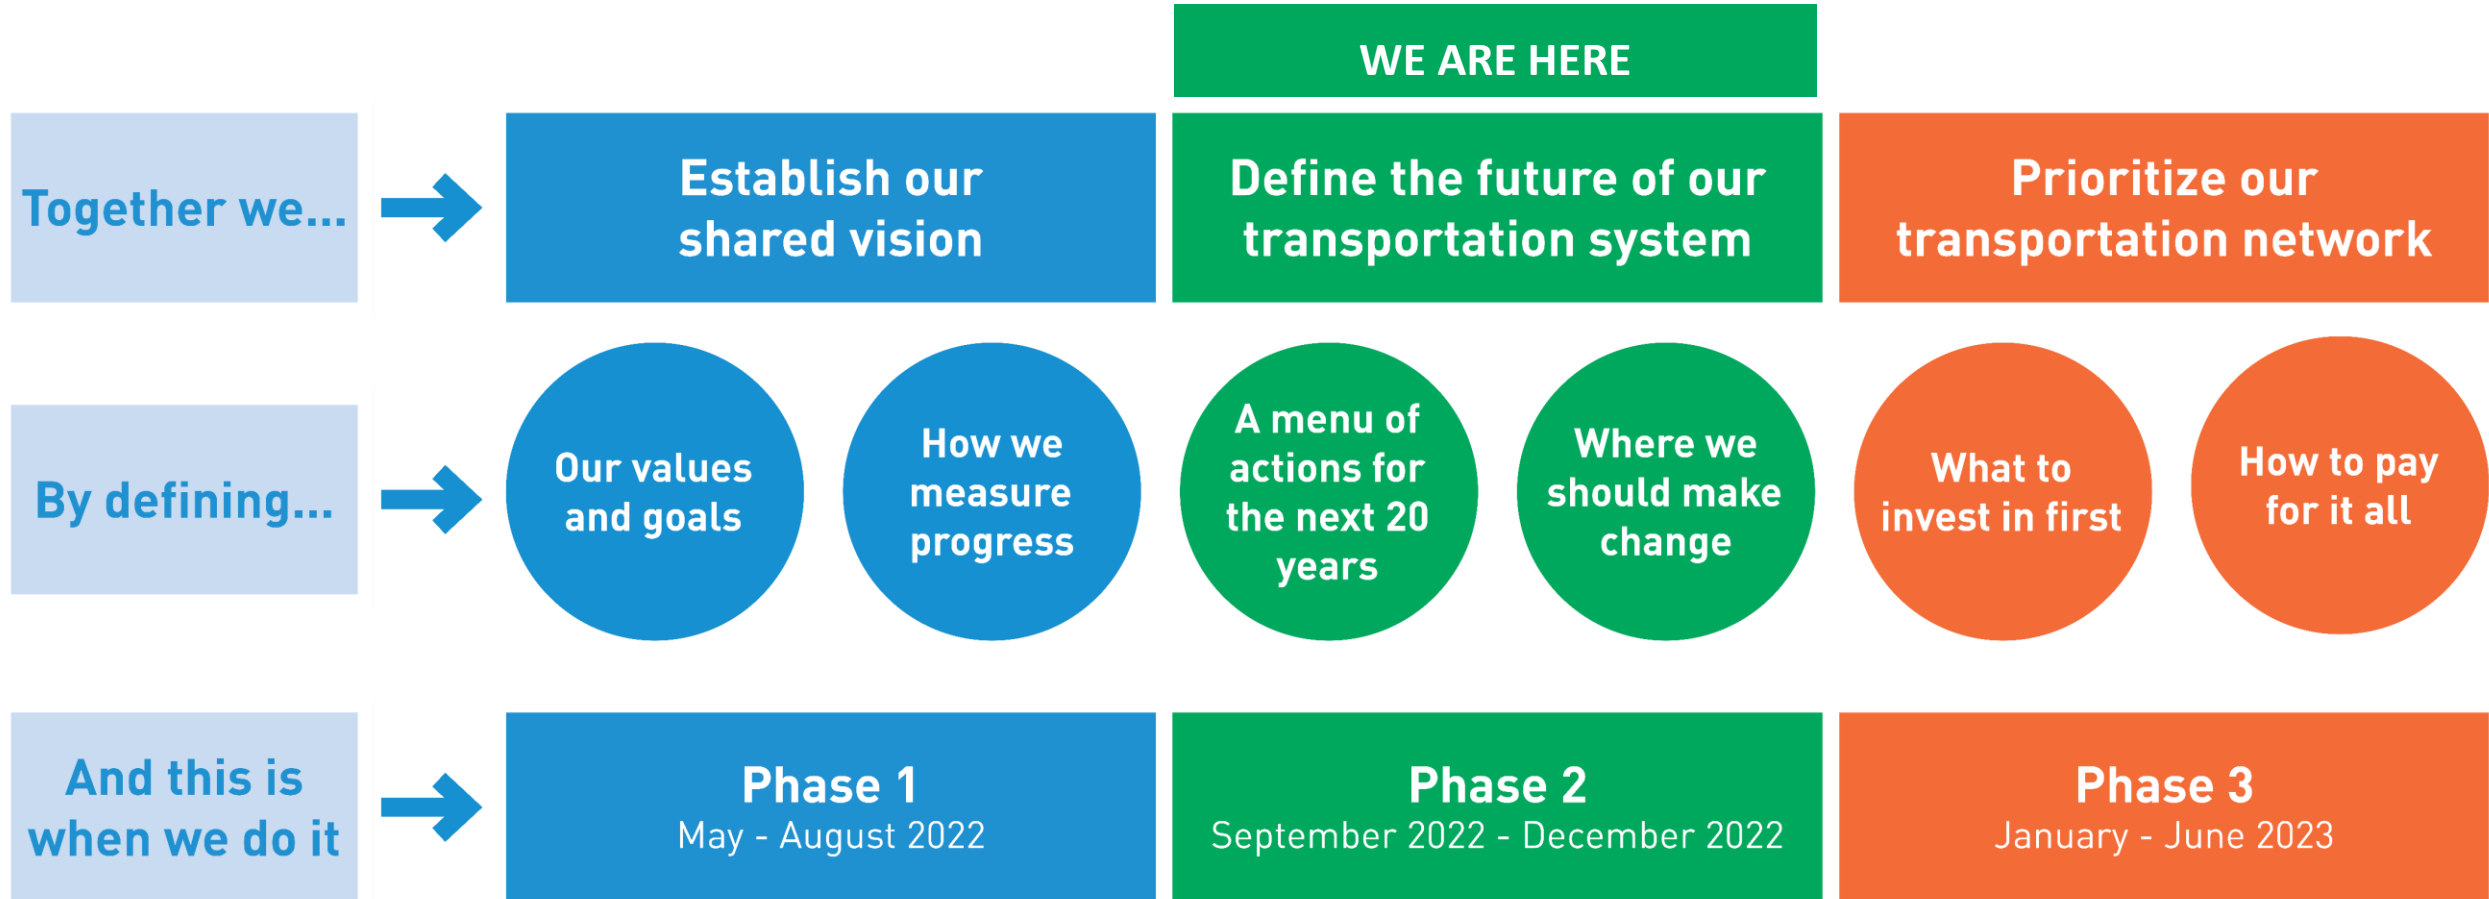 WE ARE HERE
Together we...
Establish our
shared vision
Define the future of our
transportation system
Prioritize our
transportation network
By defining...
Our values
and goals
How we
measure
progress
A menu of
actions for
the next 20
years
Where we
should make
change
What to
invest in first
How to pay
for it all
And this is
when we do it
Phase 1
May - August 2022
Phase 2
September 2022 - December 2022
Phase 3
January - June 2023